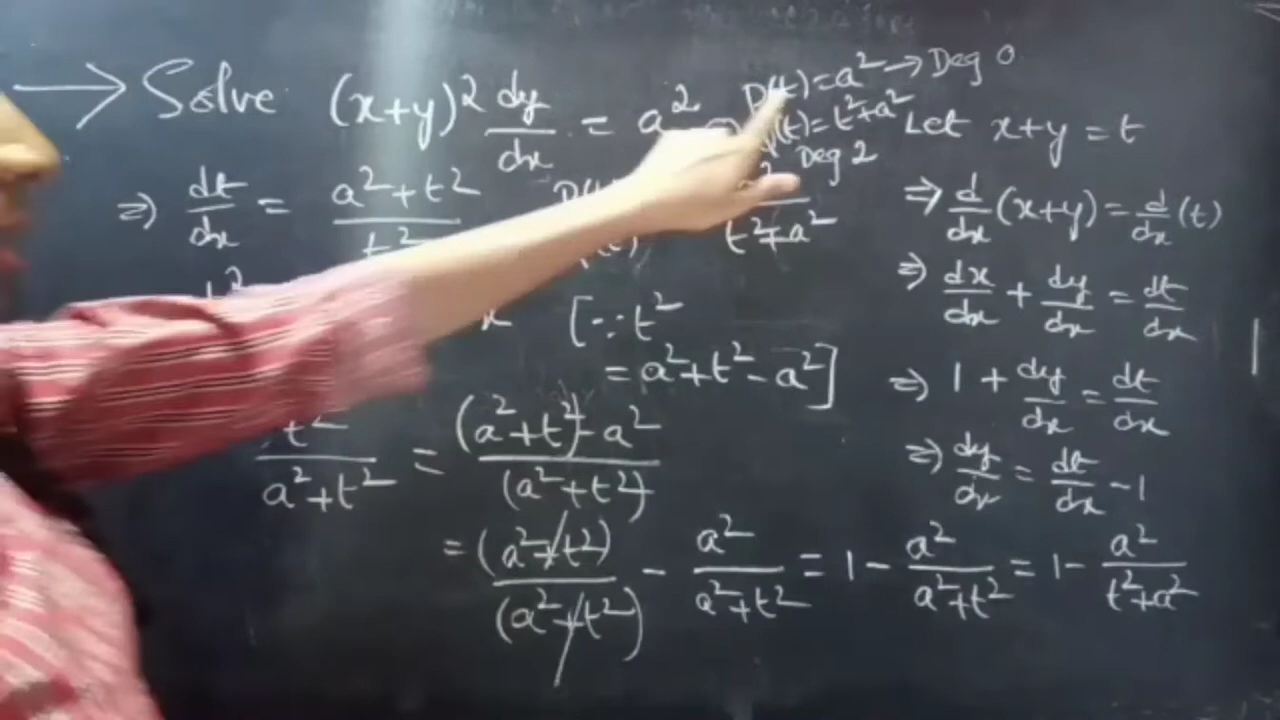 → Solve (x+y)² dy/dx = a²
P(t) = a² → Deg 0
(t) = t²+a²
Deg 2
Let x+y = t
⇒ dt/dx = (a²+t²)/t²
t²+a²
[∵ t²
= a²+t²-a²]
t²/(a²+t²) = ((a²+t²)-a²)/(a²+t²)
= (a²+t²)/(a²+t²) - a²/(a²+t²) = 1 - a²/(a²+t²) = 1 - a²/(t²+a²)
⇒ d/dx (x+y) = d/dx (t)
⇒ dx/dx + dy/dx = dt/dx
⇒ 1 + dy/dx = dt/dx
⇒ dy/dx = dt/dx - 1